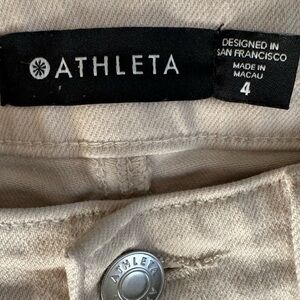 ATHLETA
DESIGNED IN
SAN FRANCISCO
MADE IN
MACAU
4
ATHLETA